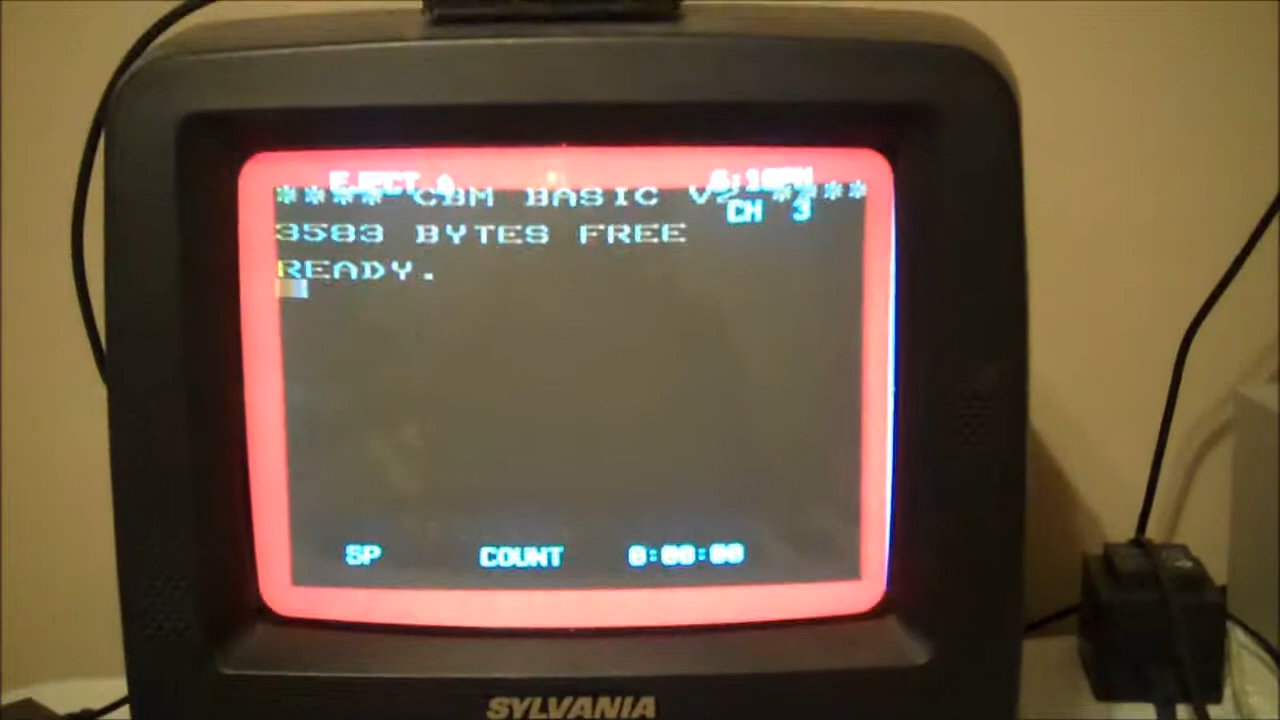 EJECT
**** CBM BASIC V2 ****
CH 3
3583 BYTES FREE
READY.
SP COUNT 0:00:00
SYLVANIA